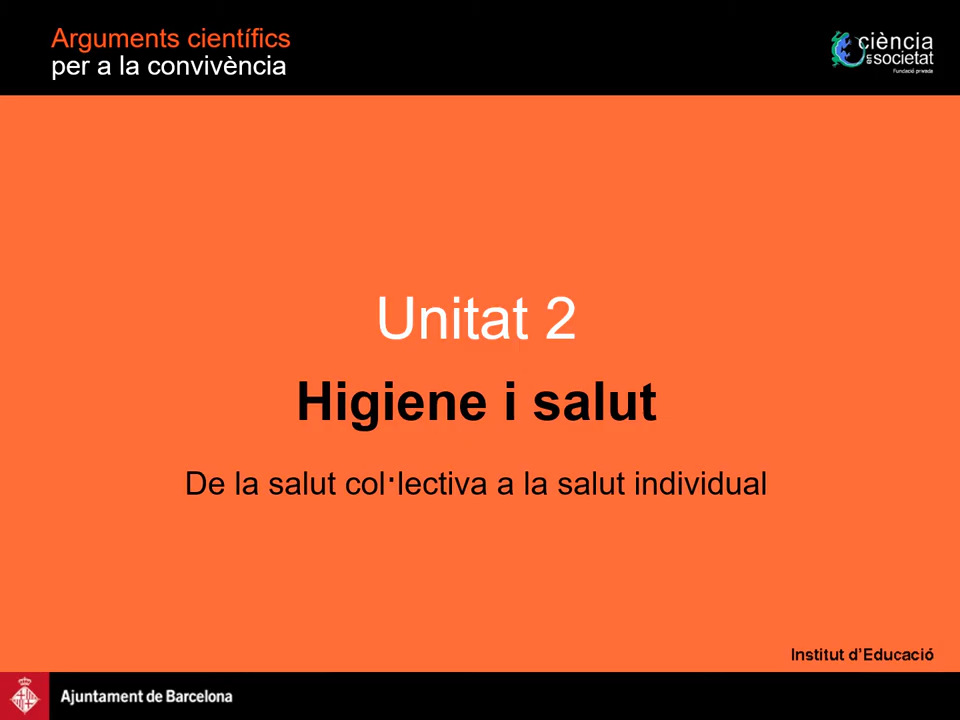 Arguments científics
per a la convivència
ciència
en societat
Fundació privada
Unitat 2
Higiene i salut
De la salut col·lectiva a la salut individual
Institut d'Educació
Ajuntament de Barcelona